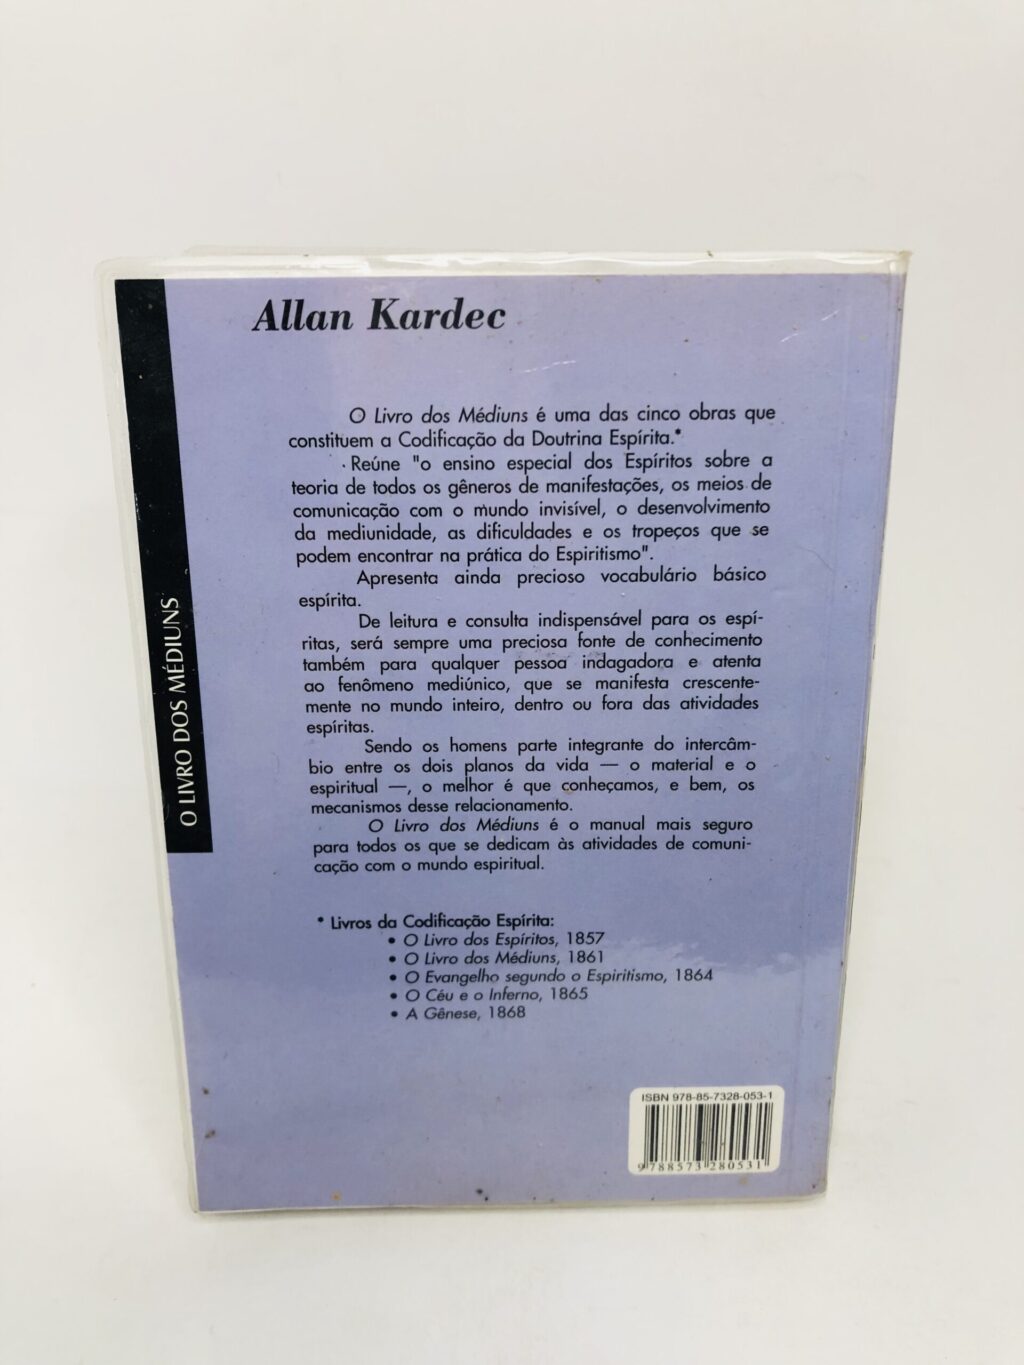 Allan Kardec
O Livro dos Médiuns é uma das cinco obras que
constituem a Codificação da Doutrina Espírita.*
Reúne "o ensino especial dos Espíritos sobre a
teoria de todos os gêneros de manifestações, os meios de
comunicação com o mundo invisível, o desenvolvimento
da mediunidade, as dificuldades e os tropeços que se
podem encontrar na prática do Espiritismo".
Apresenta ainda precioso vocabulário básico
espírita.
De leitura e consulta indispensável para os espí-
ritas, será sempre uma preciosa fonte de conhecimento
também para qualquer pessoa indagadora e atenta
ao fenômeno mediúnico, que se manifesta crescente-
mente no mundo inteiro, dentro ou fora das atividades
espíritas.
Sendo os homens parte integrante do intercâm-
bio entre os dois planos da vida — o material e o
espiritual —, o melhor é que conheçamos, e bem, os
mecanismos desse relacionamento.
O Livro dos Médiuns é o manual mais seguro
para todos os que se dedicam às atividades de comuni-
cação com o mundo espiritual.
* Livros da Codificação Espírita:
• O Livro dos Espíritos, 1857
• O Livro dos Médiuns, 1861
• O Evangelho segundo o Espiritismo, 1864
• O Céu e o Inferno, 1865
• A Gênese, 1868
O LIVRO DOS MÉDIUNS
ISBN 978-85-7328-053-1
9 788573 280531